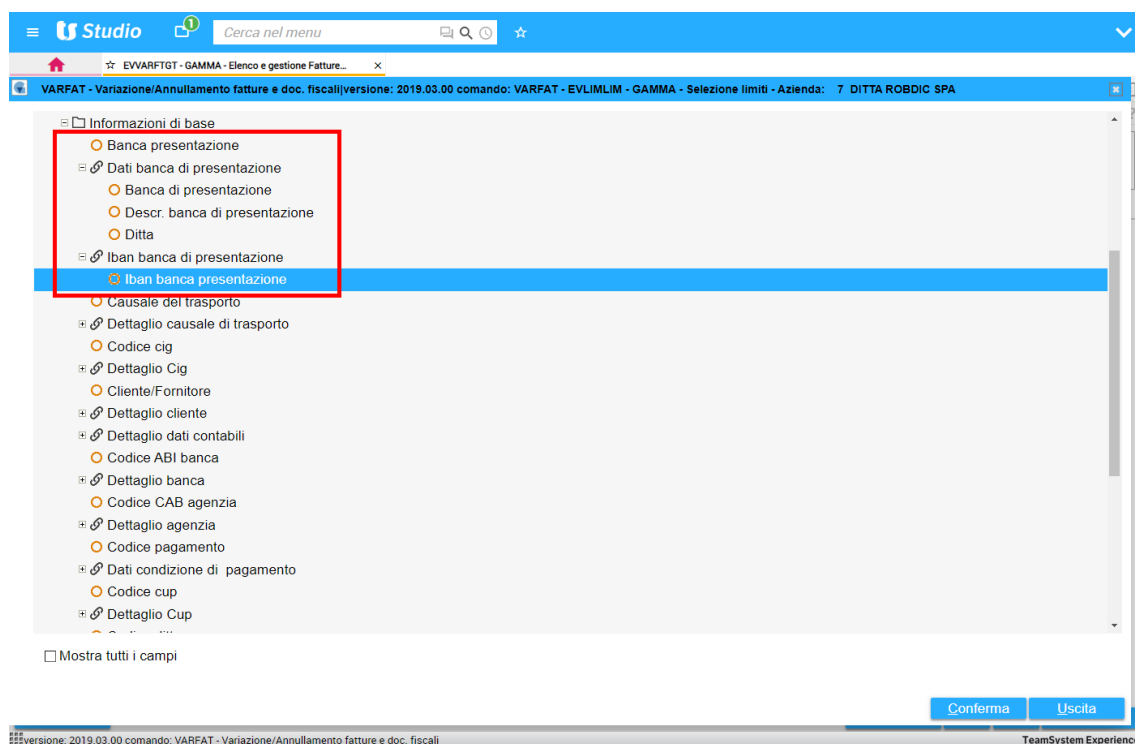 Studio 1 Cerca nel menu
EVVARFTGT - GAMMA - Elenco e gestione Fatture...
VARFAT - Variazione/Annullamento fatture e doc. fiscali|versione: 2019.03.00 comando: VARFAT - EVLIMLIM - GAMMA - Selezione limiti - Azienda: 7 DITTA ROBDIC SPA
Informazioni di base
Banca presentazione
Dati banca di presentazione
Banca di presentazione
Descr. banca di presentazione
Ditta
Iban banca di presentazione
Iban banca presentazione
Causale del trasporto
Dettaglio causale di trasporto
Codice cig
Dettaglio Cig
Cliente/Fornitore
Dettaglio cliente
Dettaglio dati contabili
Codice ABI banca
Dettaglio banca
Codice CAB agenzia
Dettaglio agenzia
Codice pagamento
Dati condizione di pagamento
Codice cup
Dettaglio Cup
Mostra tutti i campi
Conferma Uscita
versione: 2019.03.00 comando: VARFAT - Variazione/Annullamento fatture e doc. fiscali TeamSystem Experience